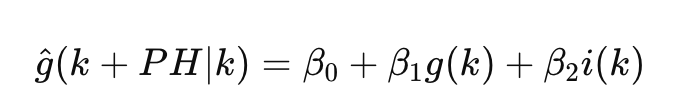 ĝ(k + PH|k) = β₀ + β₁g(k) + β₂i(k)